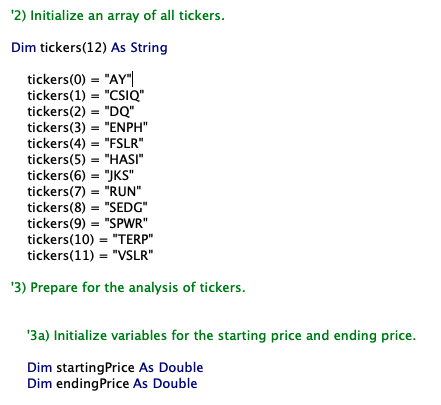 '2) Initialize an array of all tickers.
Dim tickers(12) As String
tickers(0) = "AY"
tickers(1) = "CSIQ"
tickers(2) = "DQ"
tickers(3) = "ENPH"
tickers(4) = "FSLR"
tickers(5) = "HASI"
tickers(6) = "JKS"
tickers(7) = "RUN"
tickers(8) = "SEDG"
tickers(9) = "SPWR"
tickers(10) = "TERP"
tickers(11) = "VSLR"
'3) Prepare for the analysis of tickers.
'3a) Initialize variables for the starting price and ending price.
Dim startingPrice As Double
Dim endingPrice As Double